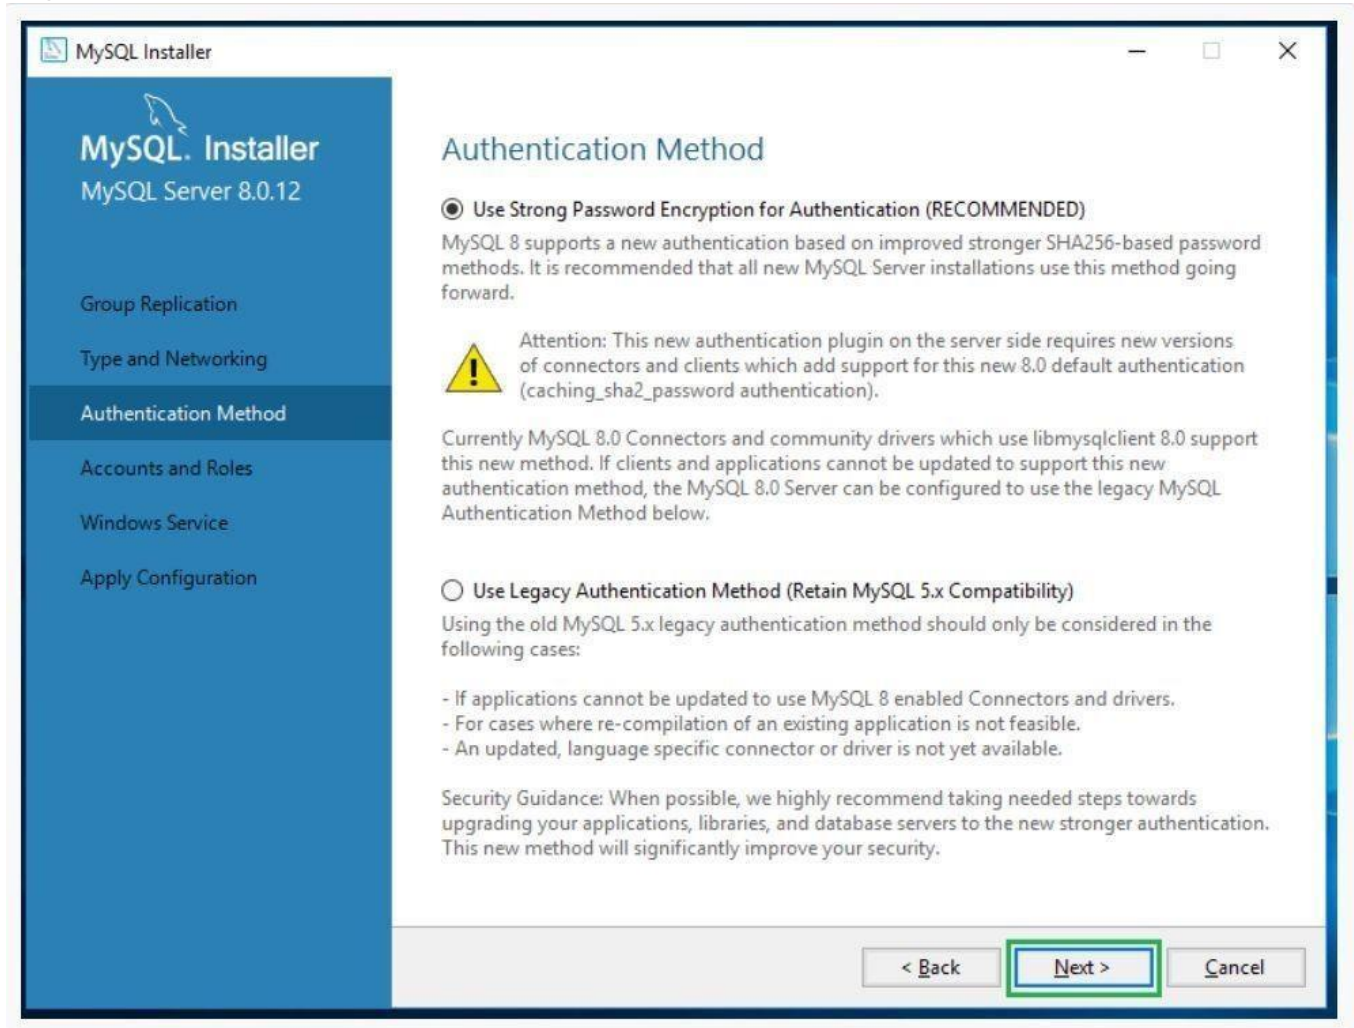 MySQL Installer
MySQL. Installer
MySQL Server 8.0.12
Group Replication
Type and Networking
Authentication Method
Accounts and Roles
Windows Service
Apply Configuration
Authentication Method
Use Strong Password Encryption for Authentication (RECOMMENDED)
MySQL 8 supports a new authentication based on improved stronger SHA256-based password
methods. It is recommended that all new MySQL Server installations use this method going
forward.
Attention: This new authentication plugin on the server side requires new versions
of connectors and clients which add support for this new 8.0 default authentication
(caching_sha2_password authentication).
Currently MySQL 8.0 Connectors and community drivers which use libmysqlclient 8.0 support
this new method. If clients and applications cannot be updated to support this new
authentication method, the MySQL 8.0 Server can be configured to use the legacy MySQL
Authentication Method below.
Use Legacy Authentication Method (Retain MySQL 5.x Compatibility)
Using the old MySQL 5.x legacy authentication method should only be considered in the
following cases:
- If applications cannot be updated to use MySQL 8 enabled Connectors and drivers.
- For cases where re-compilation of an existing application is not feasible.
- An updated, language specific connector or driver is not yet available.
Security Guidance: When possible, we highly recommend taking needed steps towards
upgrading your applications, libraries, and database servers to the new stronger authentication.
This new method will significantly improve your security.
< Back
Next >
Cancel